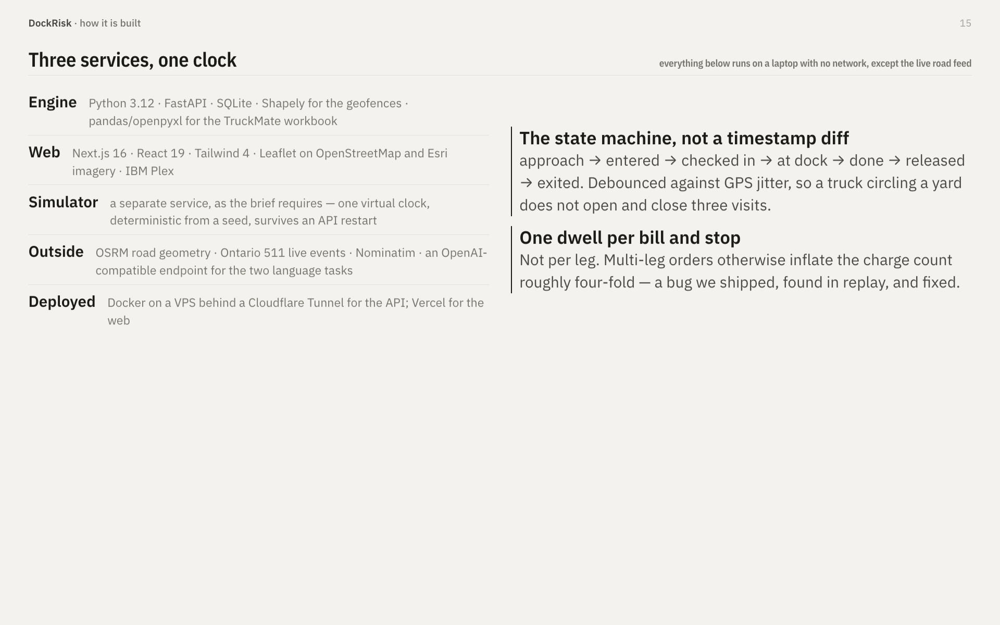 DockRisk · how it is built
15
Three services, one clock
everything below runs on a laptop with no network, except the live road feed
Engine Python 3.12 · FastAPI · SQLite · Shapely for the geofences ·
pandas/openpyxl for the TruckMate workbook
Web Next.js 16 · React 19 · Tailwind 4 · Leaflet on OpenStreetMap and Esri
imagery · IBM Plex
Simulator a separate service, as the brief requires — one virtual clock,
deterministic from a seed, survives an API restart
Outside OSRM road geometry · Ontario 511 live events · Nominatim · an OpenAI-
compatible endpoint for the two language tasks
Deployed Docker on a VPS behind a Cloudflare Tunnel for the API; Vercel for the
web
The state machine, not a timestamp diff
approach → entered → checked in → at dock → done → released
→ exited. Debounced against GPS jitter, so a truck circling a yard
does not open and close three visits.
One dwell per bill and stop
Not per leg. Multi-leg orders otherwise inflate the charge count
roughly four-fold — a bug we shipped, found in replay, and fixed.